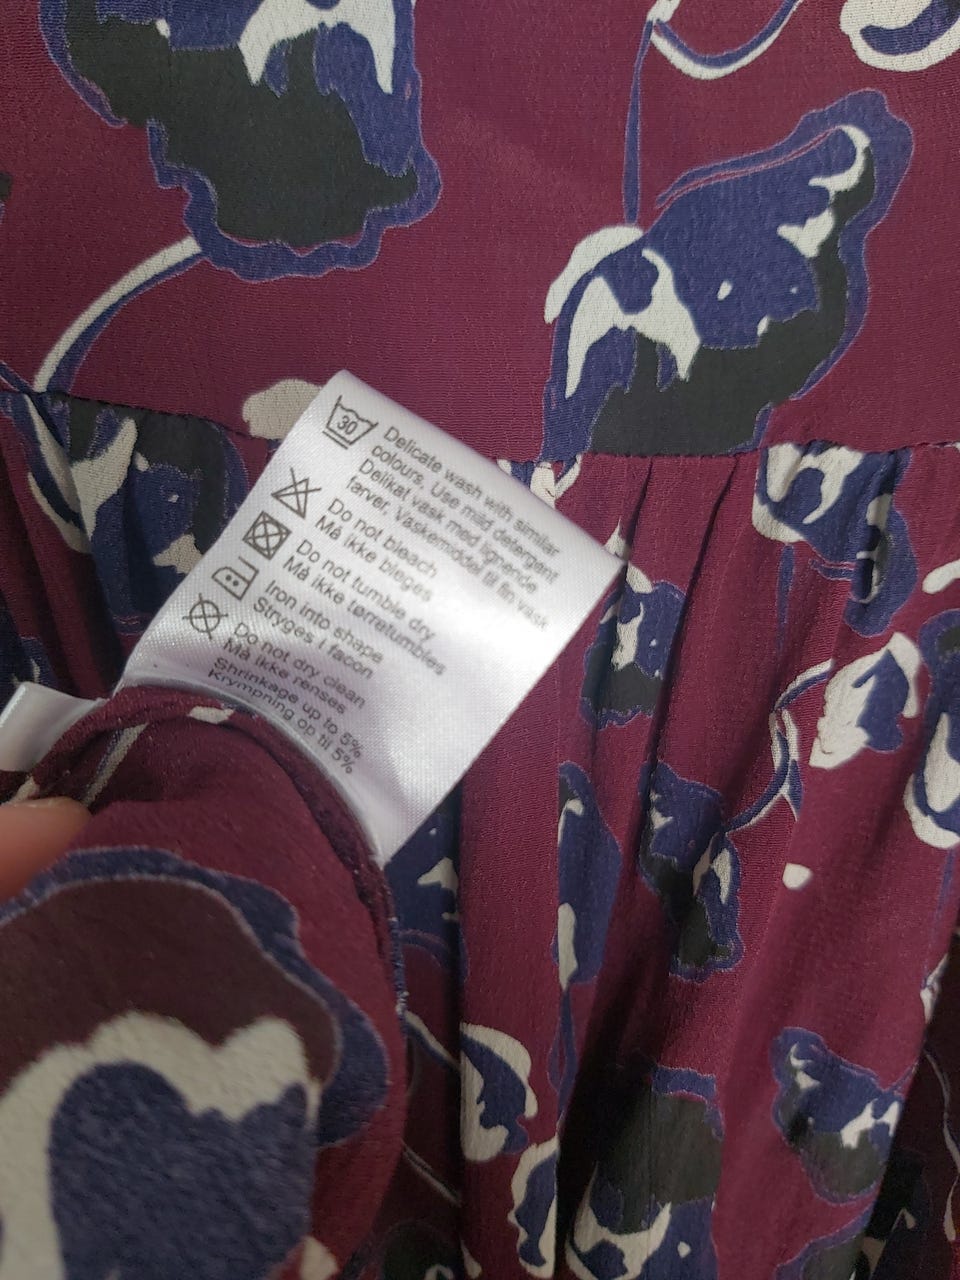 30
Delicate wash with similar
colours. Use mild detergent
Delikat vask med lignende
farver. Vaskemiddel til fin vask
Do not bleach
Må ikke bleges
Do not tumble dry
Må ikke tørretumbles
Iron into shape
Stryges i facon
Do not dry clean
Må ikke renses
Shrinkage up to 5%
Krympning op til 5%